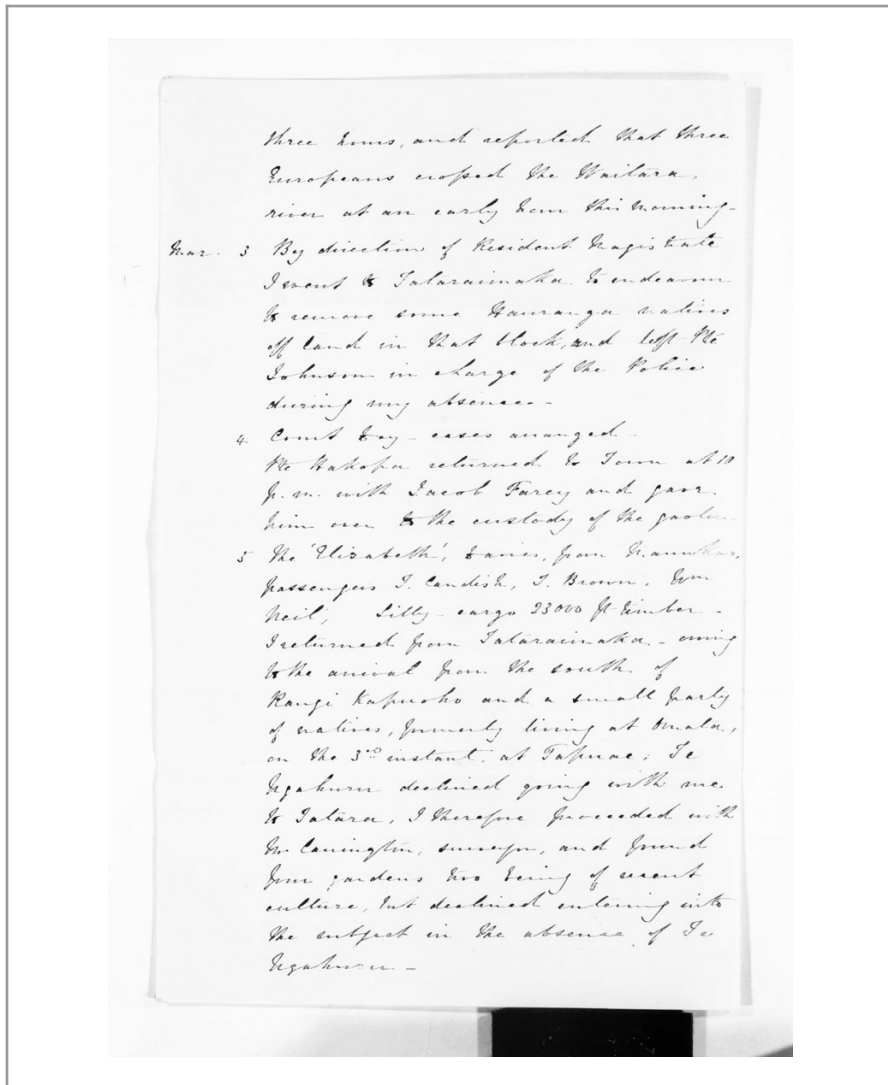 three hours, and reported that three
Europeans crossed the Waitara
river at an early hour this morning -
Mar. 3 By direction of Resident Magistrate
I went to Tataraimaka to endeavour
to remove some Hauranga natives
off land in that block, and left Pte
Johnson in charge of the Police
during my absence -
4. Court day - cases arranged -
Pte Hakopa returned to Town at 10
p.m. with Jacob Farey and gave
him over to the custody of the gaoler
5 The 'Elizabeth', Davies, from Manukau,
passengers J. Candish, J. Brown, Wm
Neil, Lilly - cargo 23000 ft timber -
I returned from Tataraimaka - owing
to the arrival from the south of
Rangi Kapuoho and a small party
of natives, formerly living at Omata,
on the 3rd instant, at Tapuae; Te
Ngahuru declined going with me
to Tatara, I therefore proceeded with
Mr Carrington, surveyor, and found
four gardens two being of recent
culture, but declined entering into
the subject in the absence of Te
Ngahuru -